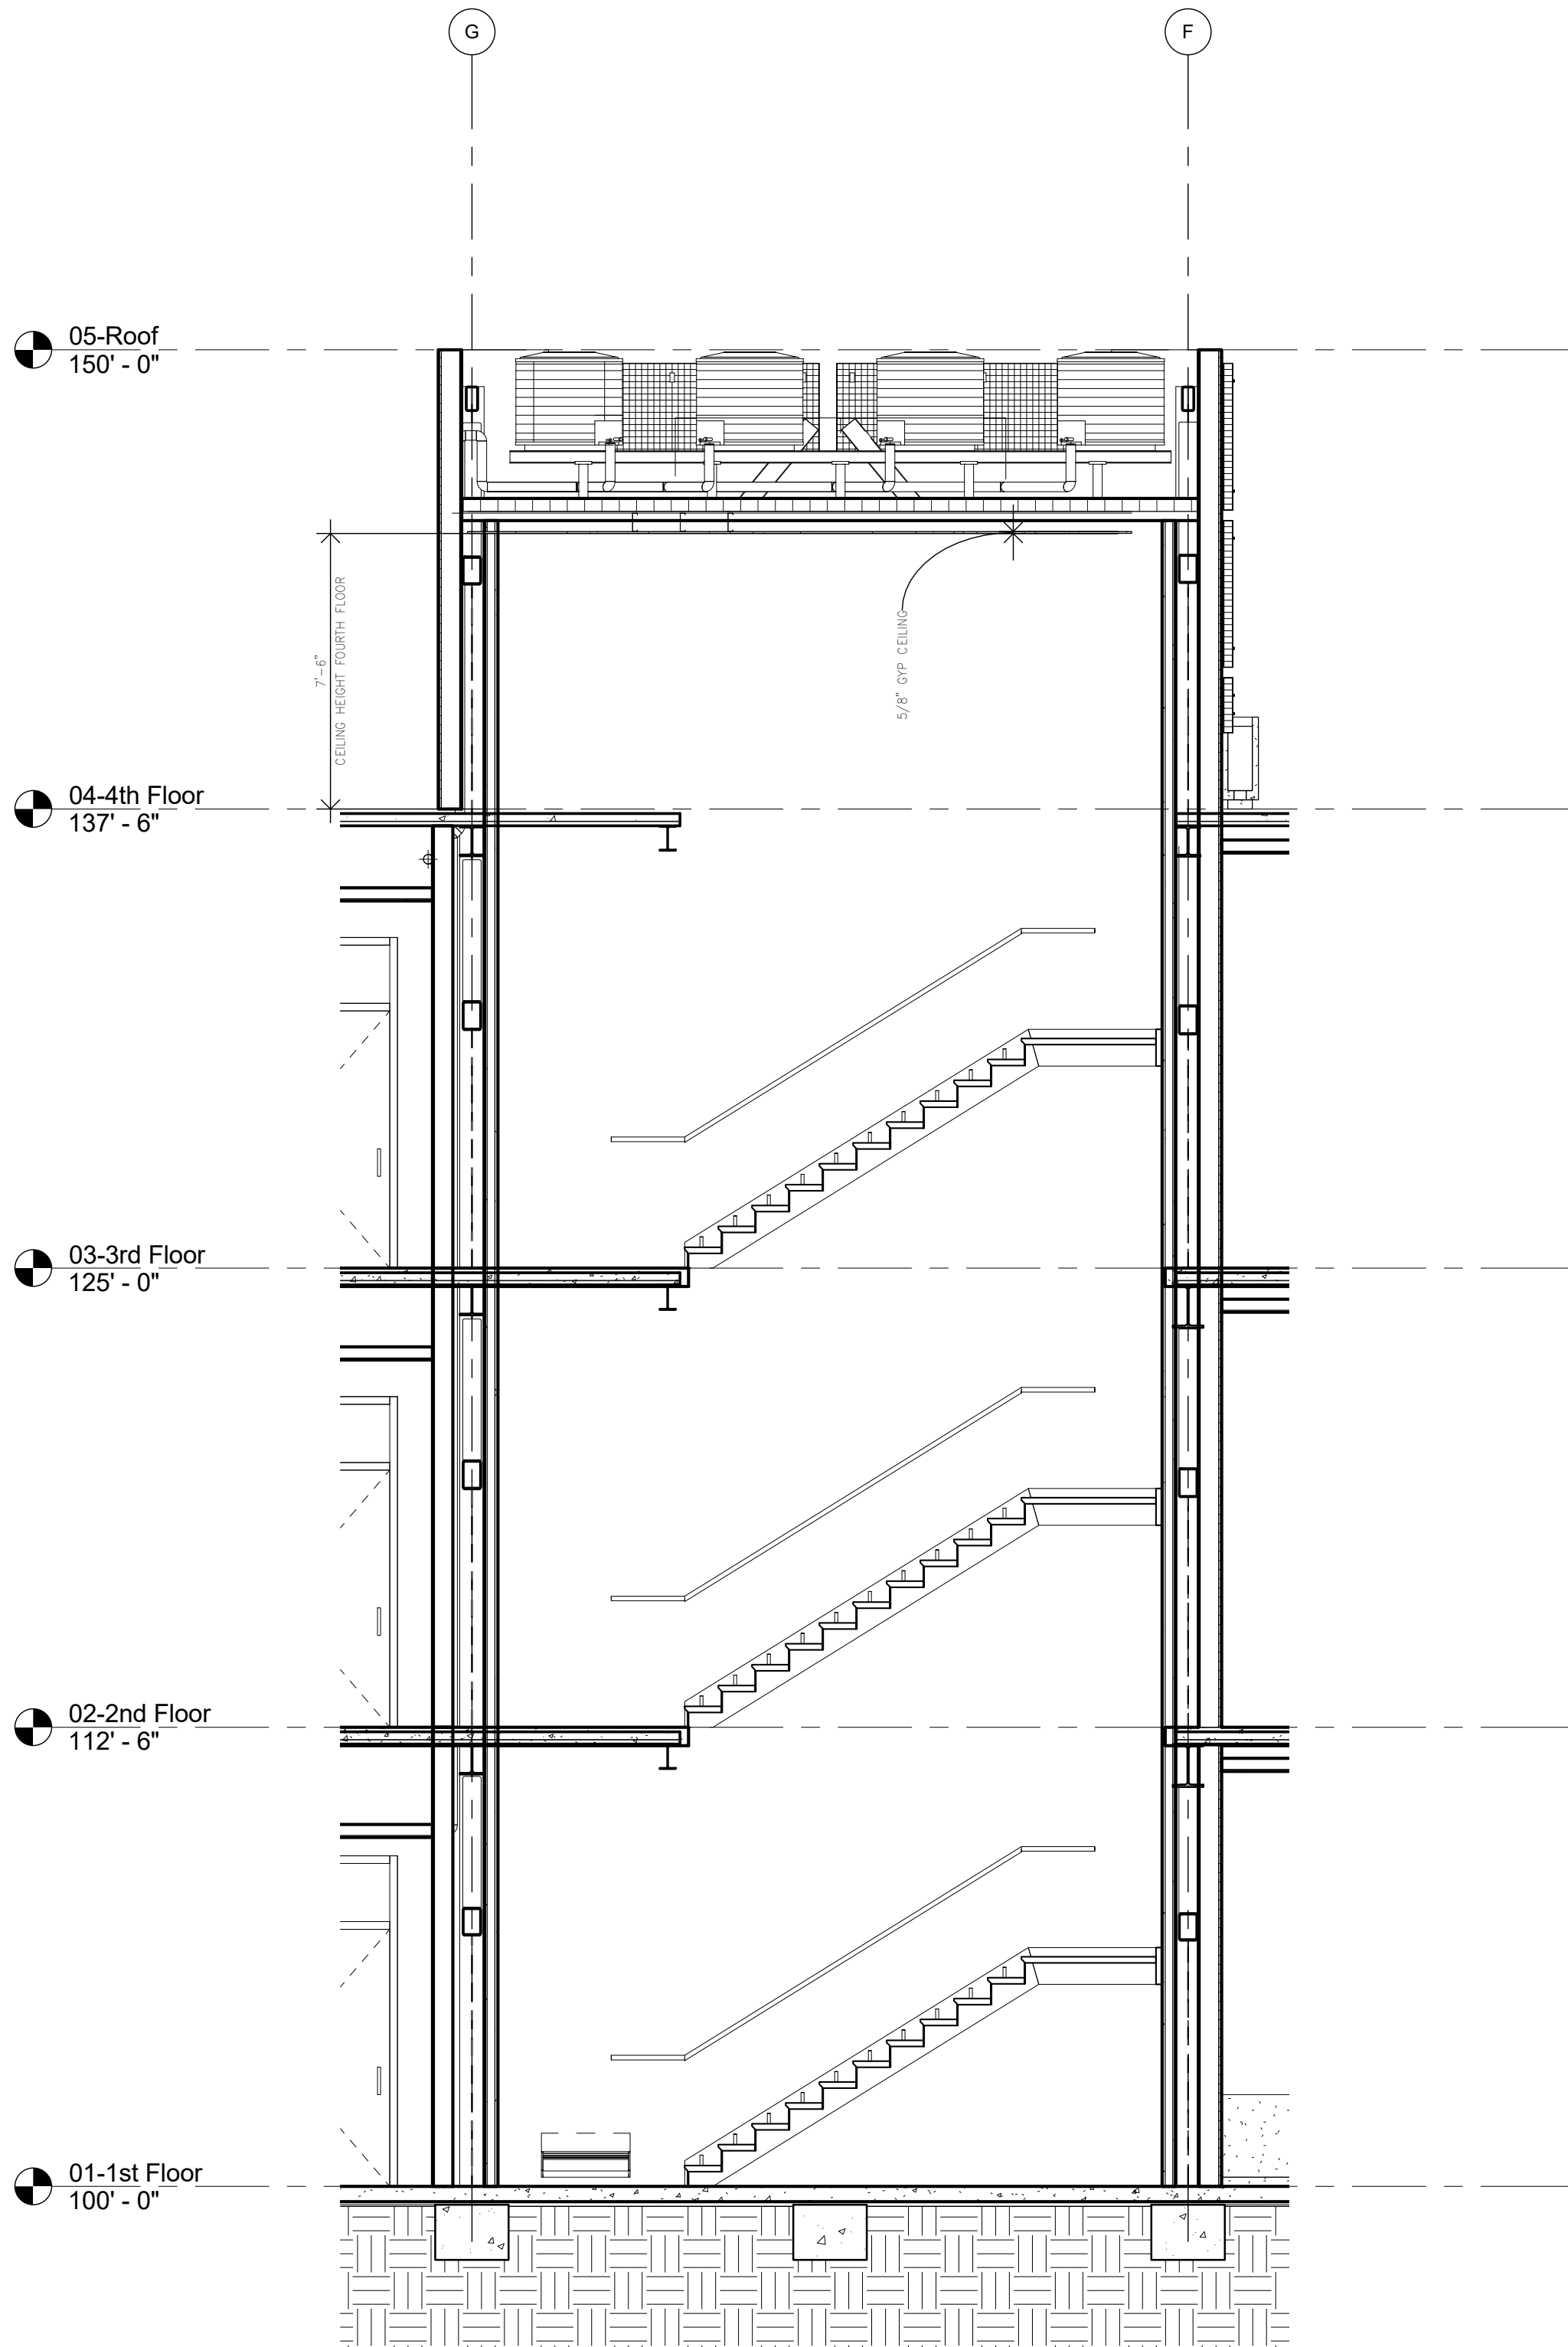 G
F
05-Roof
150' - 0"
7'-6"
CEILING HEIGHT FOURTH FLOOR
5/8" GYP CEILING
04-4th Floor
137' - 6"
03-3rd Floor
125' - 0"
02-2nd Floor
112' - 6"
01-1st Floor
100' - 0"